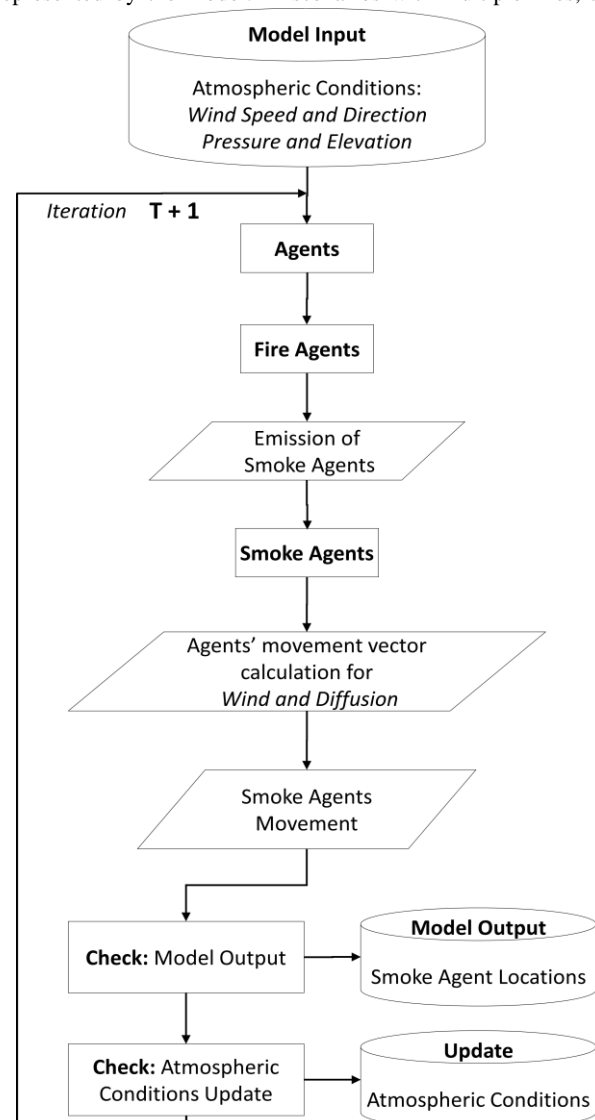 Model Input
Atmospheric Conditions:
Wind Speed and Direction
Pressure and Elevation
Iteration T + 1
Agents
Fire Agents
Emission of
Smoke Agents
Smoke Agents
Agents’ movement vector
calculation for
Wind and Diffusion
Smoke Agents
Movement
Check: Model Output
Model Output
Smoke Agent Locations
Check: Atmospheric
Conditions Update
Update
Atmospheric Conditions